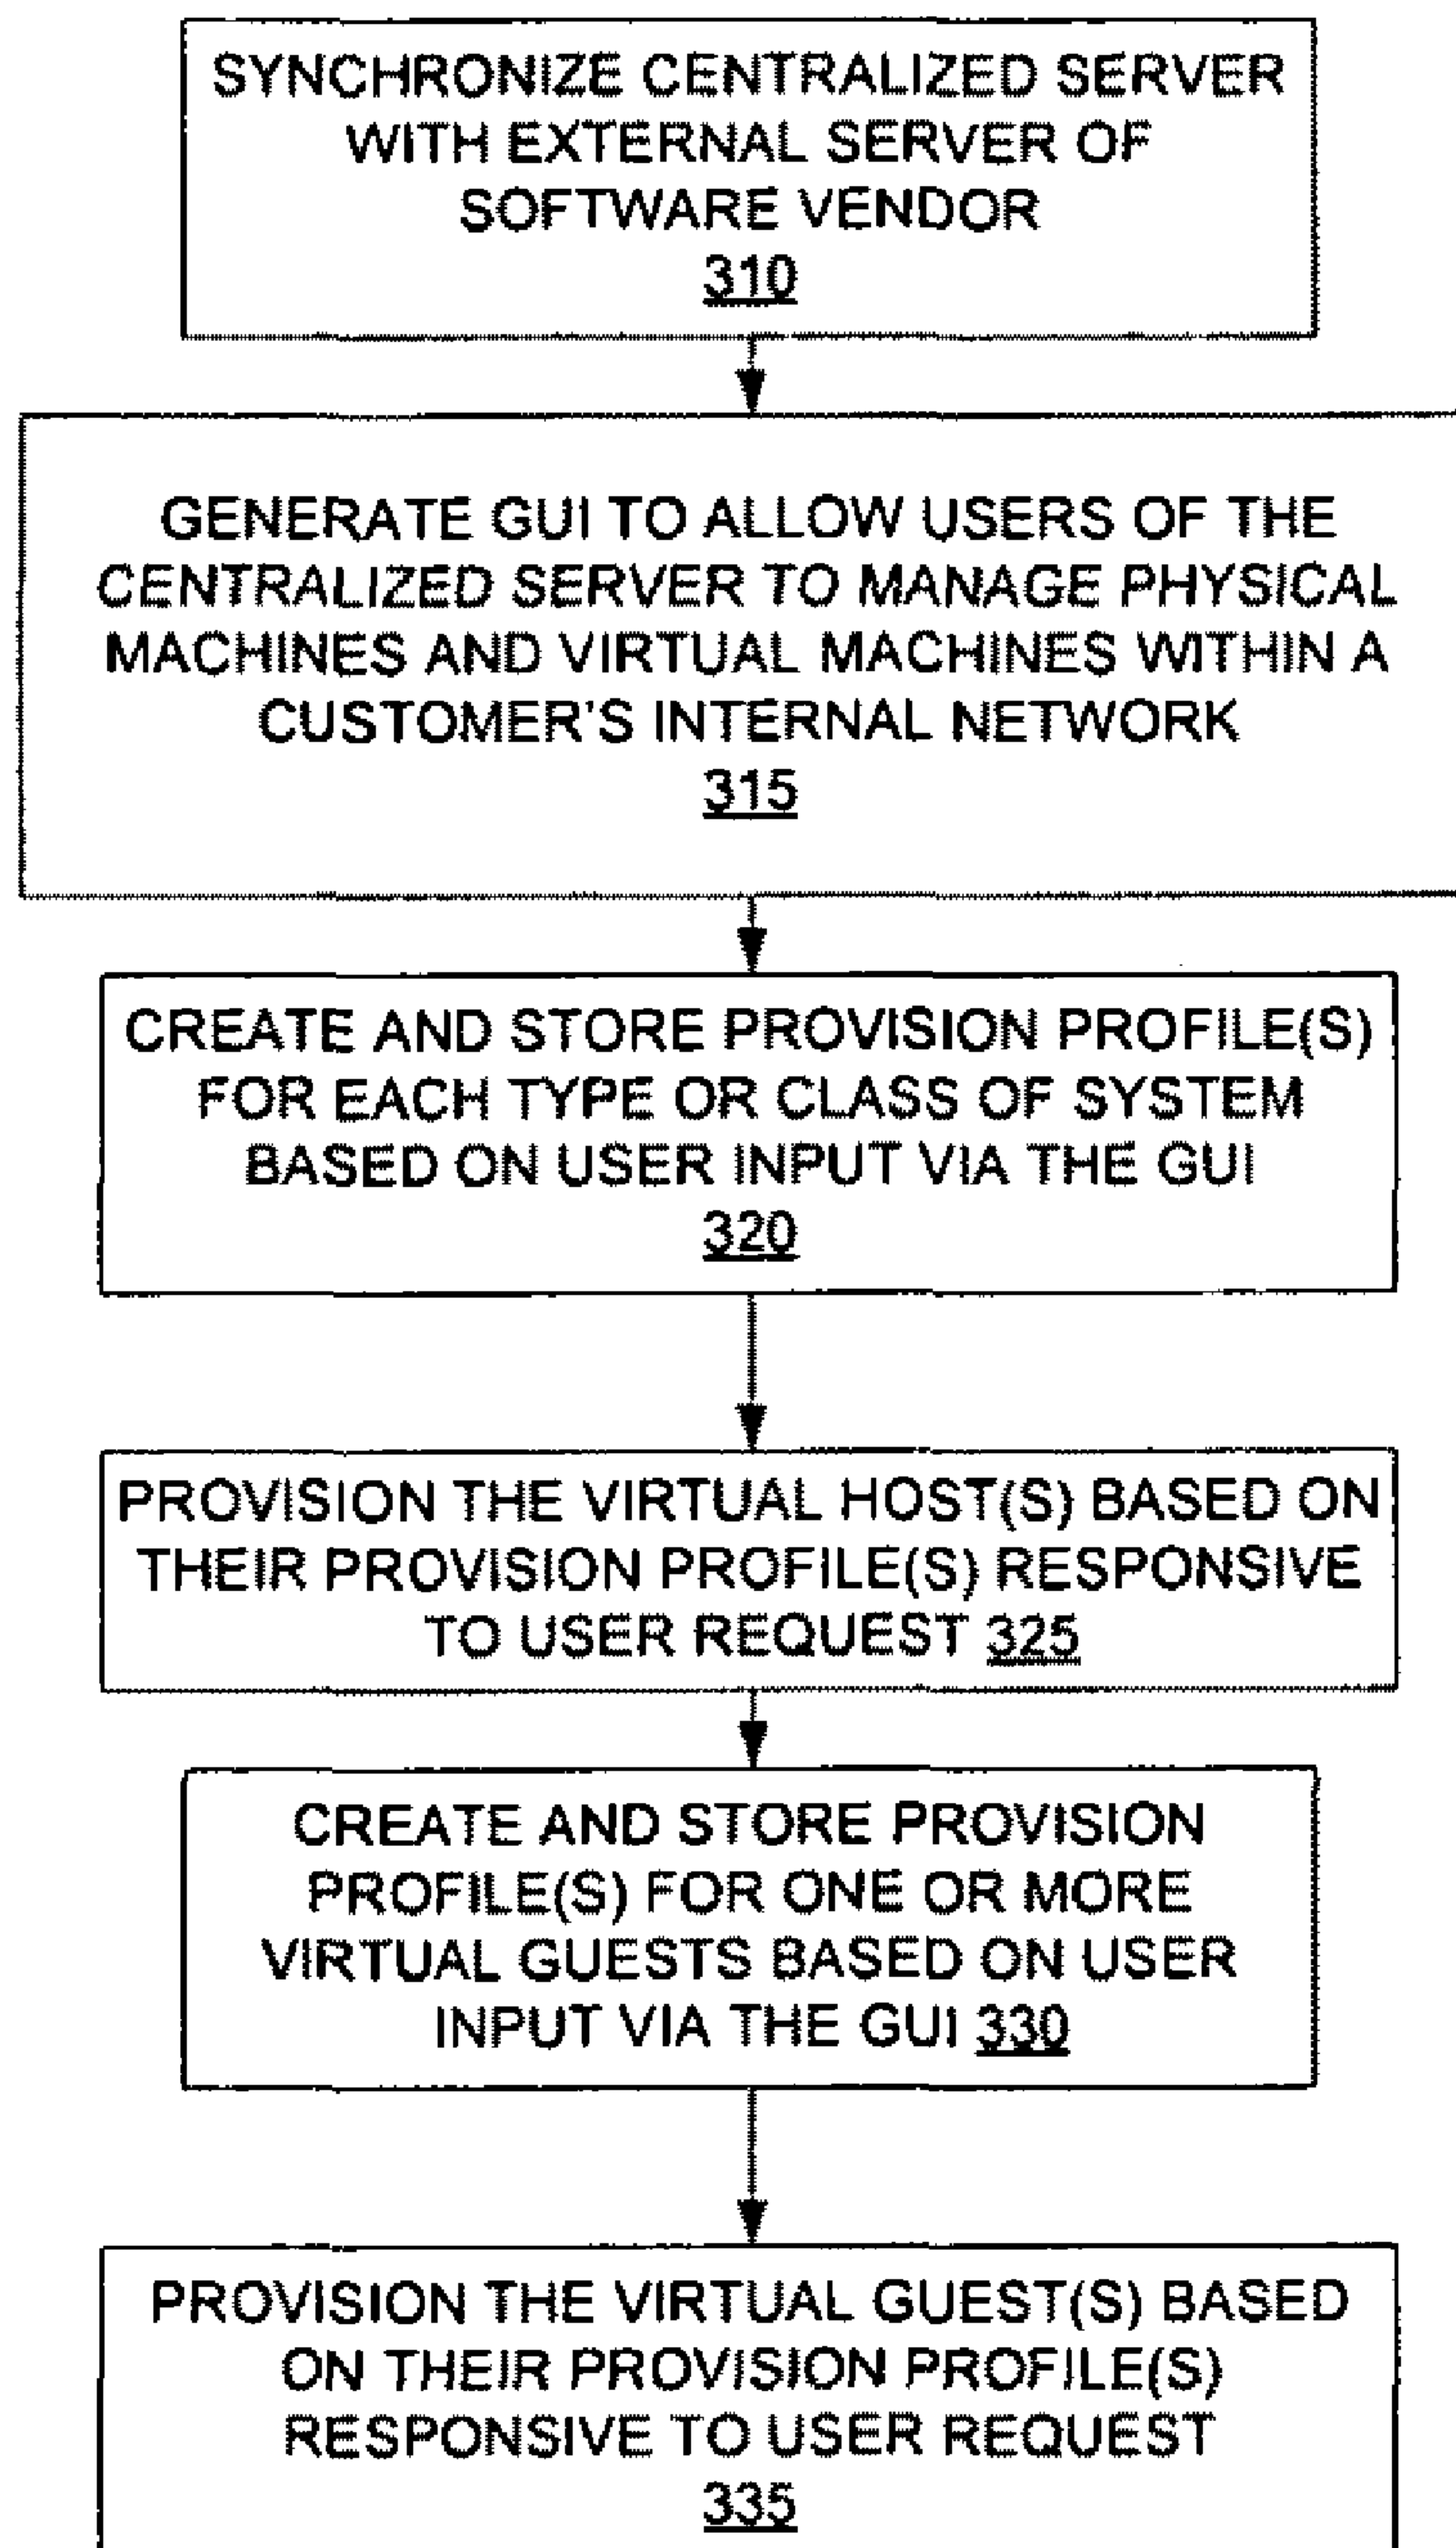 SYNCHRONIZE CENTRALIZED SERVER
WITH EXTERNAL SERVER OF
SOFTWARE VENDOR
310
GENERATE GUI TO ALLOW USERS OF THE
CENTRALIZED SERVER TO MANAGE PHYSICAL
MACHINES AND VIRTUAL MACHINES WITHIN A
CUSTOMER'S INTERNAL NETWORK
315
CREATE AND STORE PROVISION PROFILE(S)
FOR EACH TYPE OR CLASS OF SYSTEM
BASED ON USER INPUT VIA THE GUI
320
PROVISION THE VIRTUAL HOST(S) BASED ON
THEIR PROVISION PROFILE(S) RESPONSIVE
TO USER REQUEST 325
CREATE AND STORE PROVISION
PROFILE(S) FOR ONE OR MORE
VIRTUAL GUESTS BASED ON USER
INPUT VIA THE GUI 330
PROVISION THE VIRTUAL GUEST(S) BASED
ON THEIR PROVISION PROFILE(S)
RESPONSIVE TO USER REQUEST
335